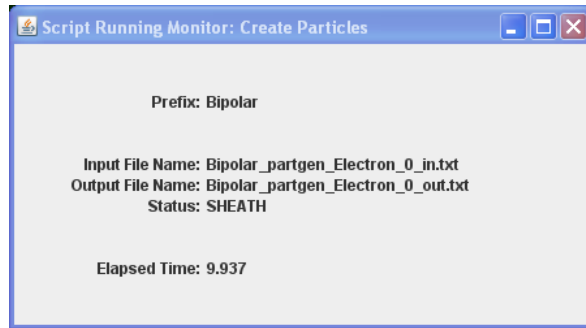 Script Running Monitor: Create Particles
Prefix: Bipolar
Input File Name: Bipolar_partgen_Electron_0_in.txt
Output File Name: Bipolar_partgen_Electron_0_out.txt
Status: SHEATH
Elapsed Time: 9.937